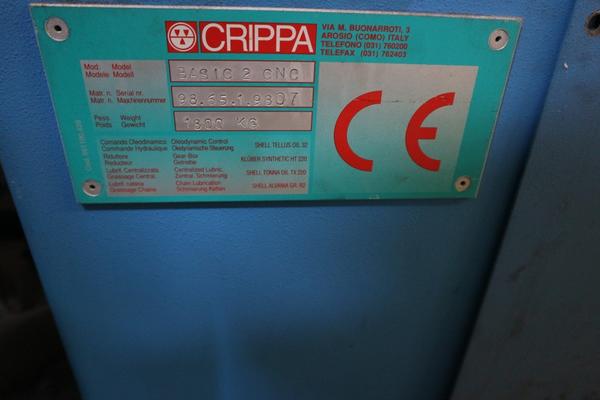 CRIPPA
VIA M. BUONARROTI, 3
AROSIO (COMO) ITALY
TELEFONO (031) 760200
TELEFAX (031) 762403
Mod. Model
Modele Modell
BASIC 2 CNC
Matr. n. Serial nr.
Matr. n. Maschinennummer
98.65.1.9807
Peso Weight
Poids Gewicht
1800 KG
CE
Comando Oleodinamico Oleodynamic Control SHELL TELLUS OIL 32
Commande Hydraulique Oledynamische Steuerung
Riduttore Gear-Box KLÜBER SYNTHETIC HT 220
Reducteur Getriebe
Lubrif. Centralizzata Centralized Lubric. SHELL TONNA OIL TX 220
Graissage Central. Zentral. Schmierung
Lubrif. catena Chain Lubrication SHELL ALVANIA GR. R2
Graissage Chaine Schmierung Ketten